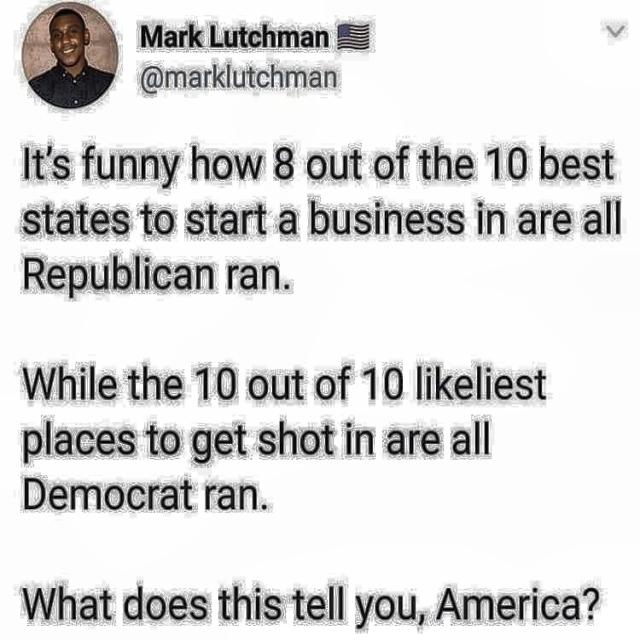 Mark Lutchman 🇺🇸
@marklutchman
It's funny how 8 out of the 10 best
states to start a business in are all
Republican ran.
While the 10 out of 10 likeliest
places to get shot in are all
Democrat ran.
What does this tell you, America?